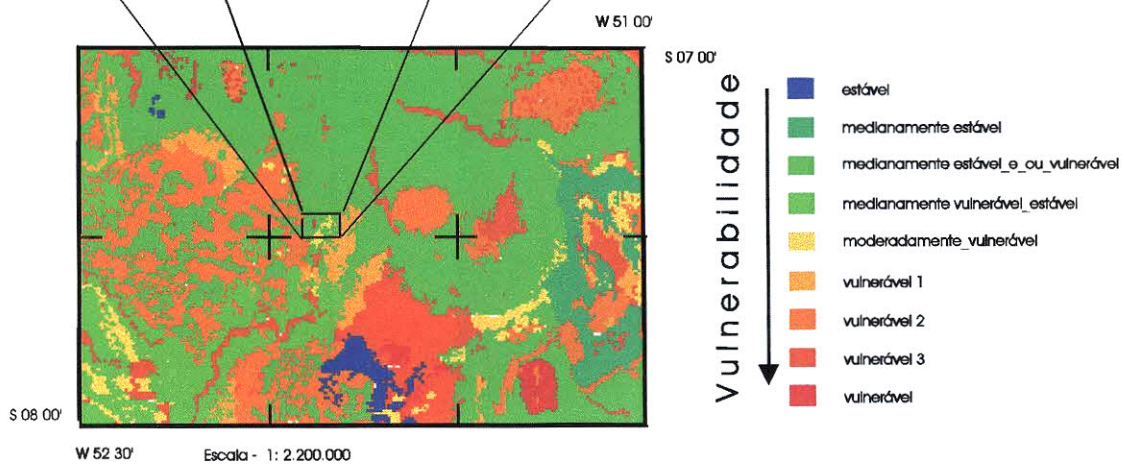 W 51 00'
S 07 00'
Vulnerabilidade
estável
medianamente estável
medianamente estável_e_ou_vulnerável
medianamente vulnerável_estável
moderadamente_vulnerável
vulnerável 1
vulnerável 2
vulnerável 3
vulnerável
S 08 00'
W 52 30'
Escala - 1: 2.200.000